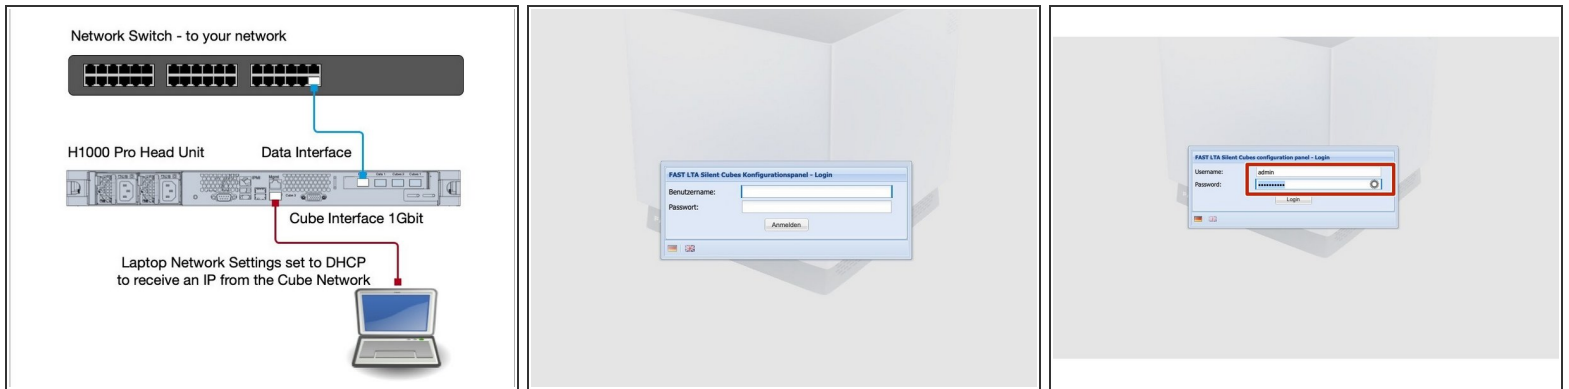 Network Switch - to your network
H1000 Pro Head Unit
Data Interface
Cube Interface 1Gbit
Laptop Network Settings set to DHCP
to receive an IP from the Cube Network
FAST LTA Silent Cubes Konfigurationspanel - Login
Benutzername:
Passwort:
Anmelden
FAST LTA Silent Cubes configuration panel - Login
Username:
admin
Password:
Login